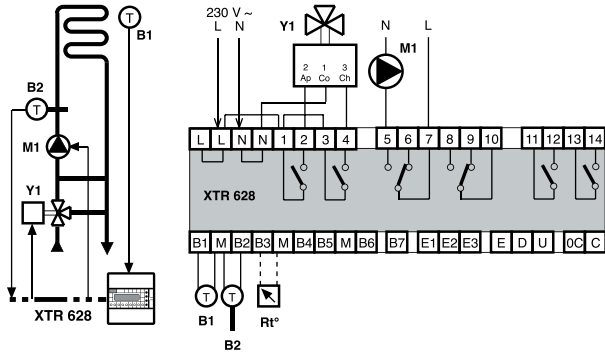 T B1
B2
T
M1
Y1
XTR 628
230 V ~
L N
Y1
2 1 3
Ap Co Ch
N L
M1
L L N N 1 2 3 4 5 6 7 8 9 10 11 12 13 14
XTR 628
B1 M B2 B3 M B4 B5 M B6 B7 E1 E2 E3 E D U 0C C
T T
B1 Rt°
B2